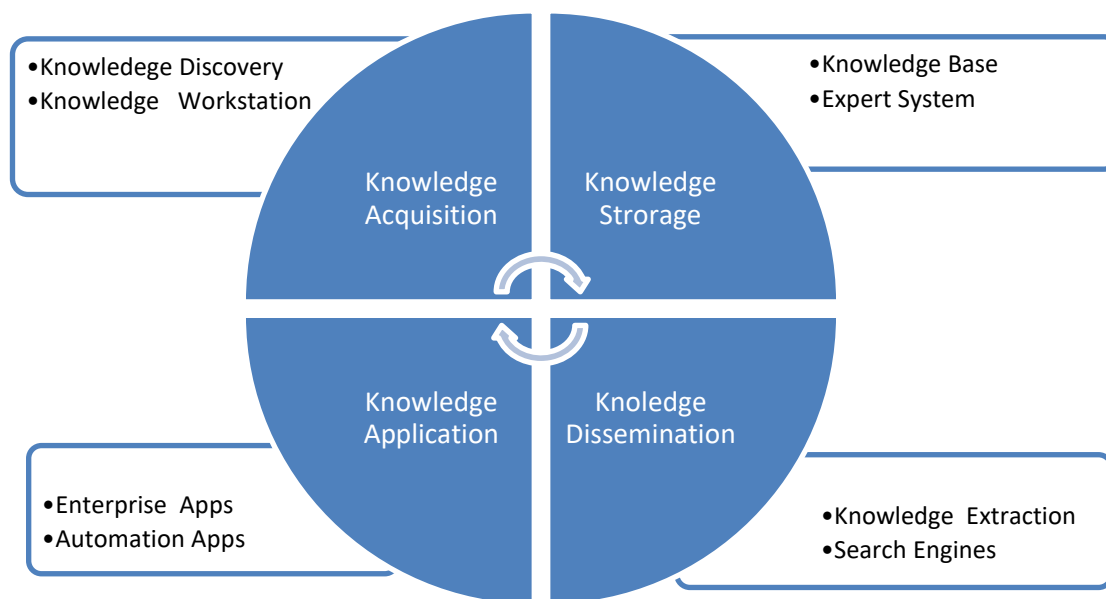 •Knowledege Discovery
•Knowledge Workstation
•Knowledge Base
•Expert System
Knowledge
Acquisition
Knowledge
Strorage
Knowledge
Application
Knoledge
Dissemination
•Enterprise Apps
•Automation Apps
•Knowledge Extraction
•Search Engines